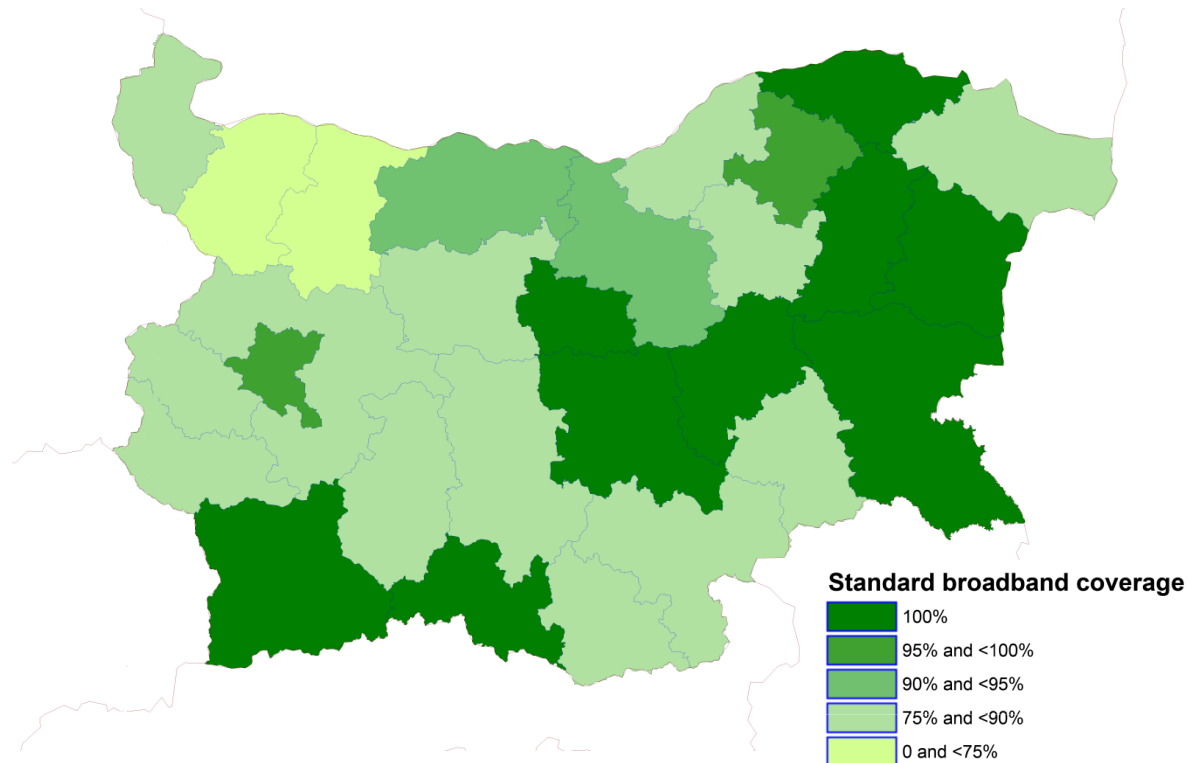 Standard broadband coverage
100%
95% and <100%
90% and <95%
75% and <90%
0 and <75%